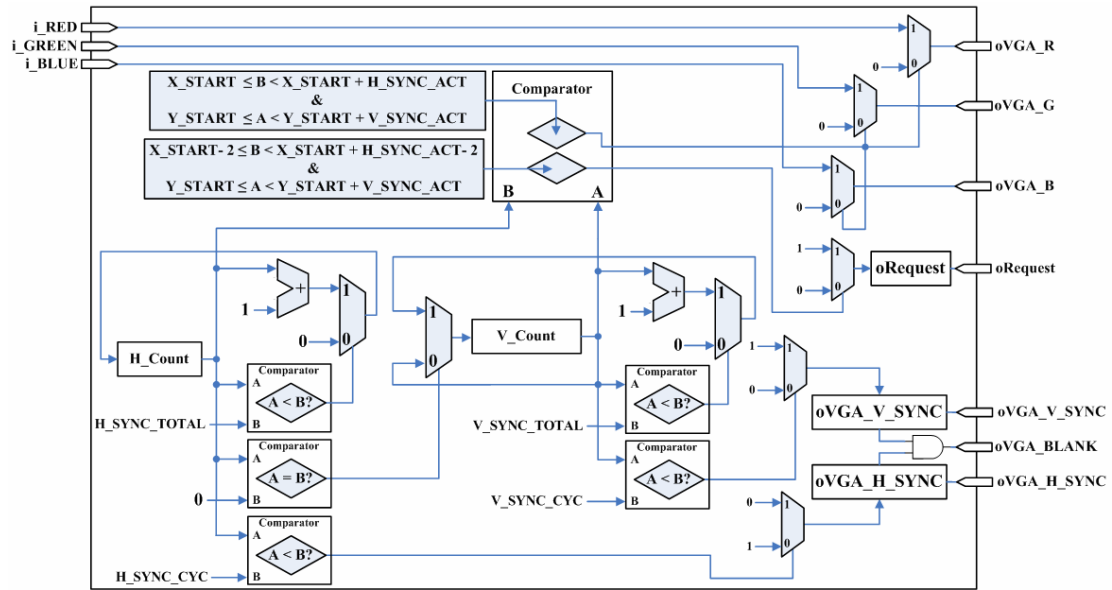 i_RED
i_GREEN
i_BLUE
1
0
0
oVGA_R
X_START ≤ B < X_START + H_SYNC_ACT
&
Y_START ≤ A < Y_START + V_SYNC_ACT
Comparator
1
0
0
oVGA_G
X_START- 2 ≤ B < X_START + H_SYNC_ACT- 2
&
Y_START ≤ A < Y_START + V_SYNC_ACT
B
A
1
0
0
oVGA_B
1
1
0
0
oRequest
oRequest
+
1
1
0
0
H_Count
1
0
V_Count
+
1
1
0
0
Comparator
A
A < B?
B
H_SYNC_TOTAL
Comparator
A
A < B?
B
V_SYNC_TOTAL
1
1
0
0
oVGA_V_SYNC
oVGA_V_SYNC
oVGA_BLANK
Comparator
A
A = B?
B
0
Comparator
A
A < B?
B
V_SYNC_CYC
oVGA_H_SYNC
oVGA_H_SYNC
0
1
1
0
Comparator
A
A < B?
B
H_SYNC_CYC